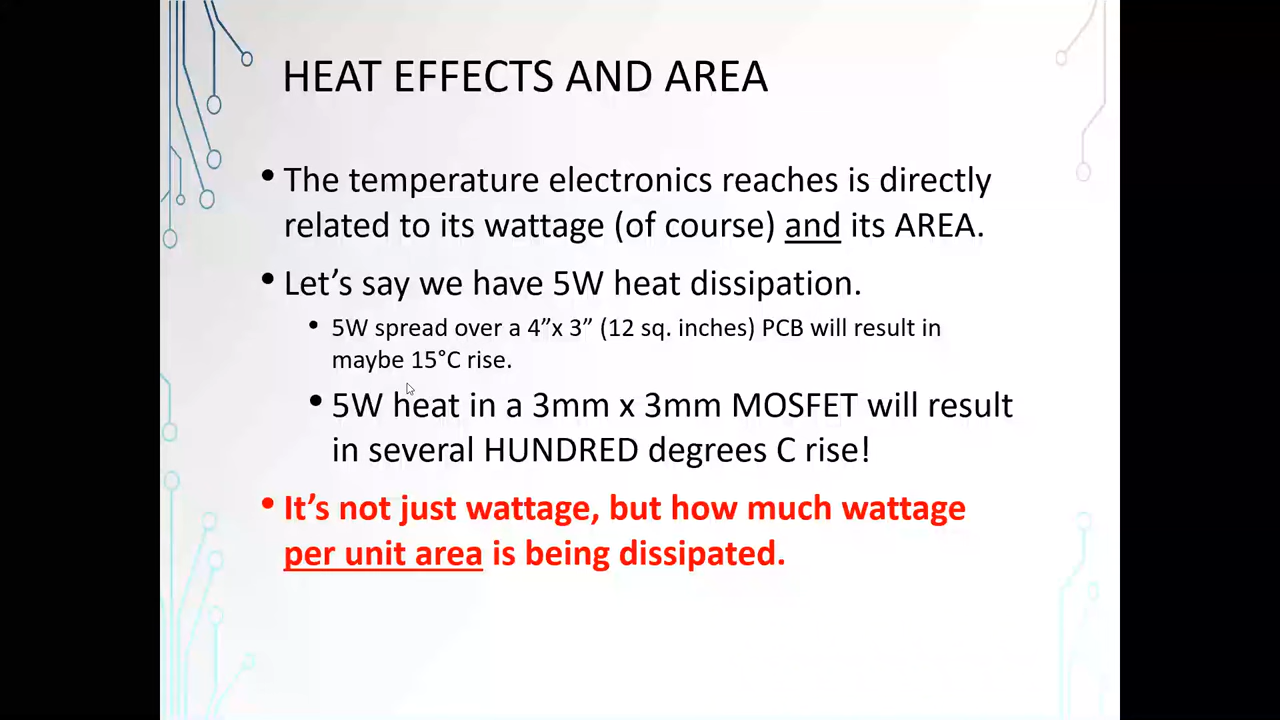 HEAT EFFECTS AND AREA
• The temperature electronics reaches is directly
related to its wattage (of course) and its AREA.
• Let’s say we have 5W heat dissipation.
• 5W spread over a 4”x 3” (12 sq. inches) PCB will result in
maybe 15°C rise.
• 5W heat in a 3mm x 3mm MOSFET will result
in several HUNDRED degrees C rise!
• It’s not just wattage, but how much wattage
per unit area is being dissipated.